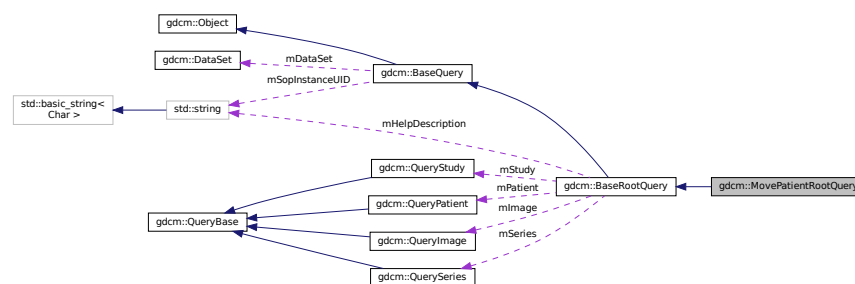 gdcm::Object
gdcm::DataSet
mDataSet
gdcm::BaseQuery
mSopInstanceUID
std::basic_string<
Char >
std::string
mHelpDescription
gdcm::QueryStudy
mStudy
gdcm::BaseRootQuery
gdcm::MovePatientRootQuery
mPatient
gdcm::QueryPatient
mImage
gdcm::QueryBase
mSeries
gdcm::QueryImage
gdcm::QuerySeries